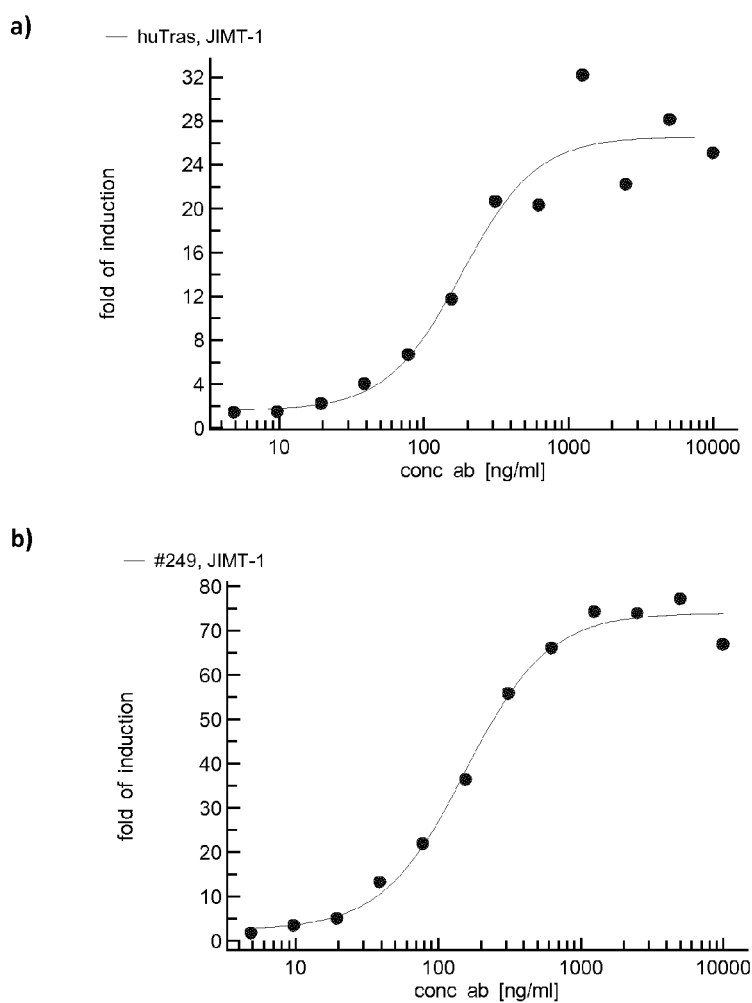 a)
huTras, JIMT-1
32
28
24
20
16
12
8
4
0
fold of induction
10 100 1000 10000
conc ab [ng/ml]
b)
#249, JIMT-1
80
70
60
50
40
30
20
10
0
fold of induction
10 100 1000 10000
conc ab [ng/ml]